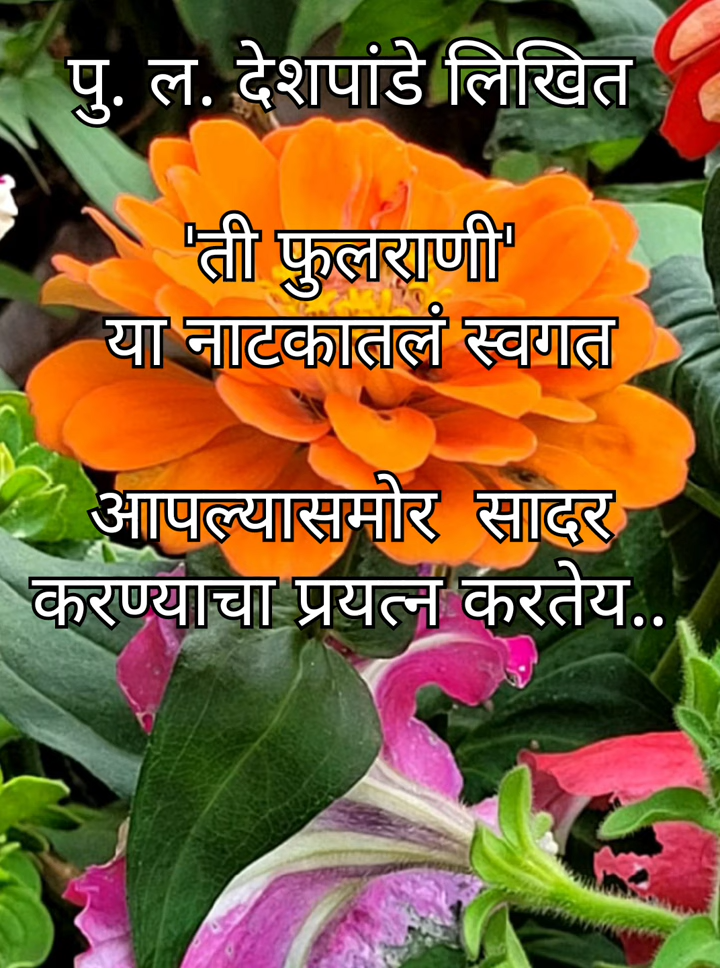 पु. ल. देशपांडे लिखित
'ती फुलराणी'
या नाटकातलं स्वगत
आपल्यासमोर सादर
करण्याचा प्रयत्न करतेय..